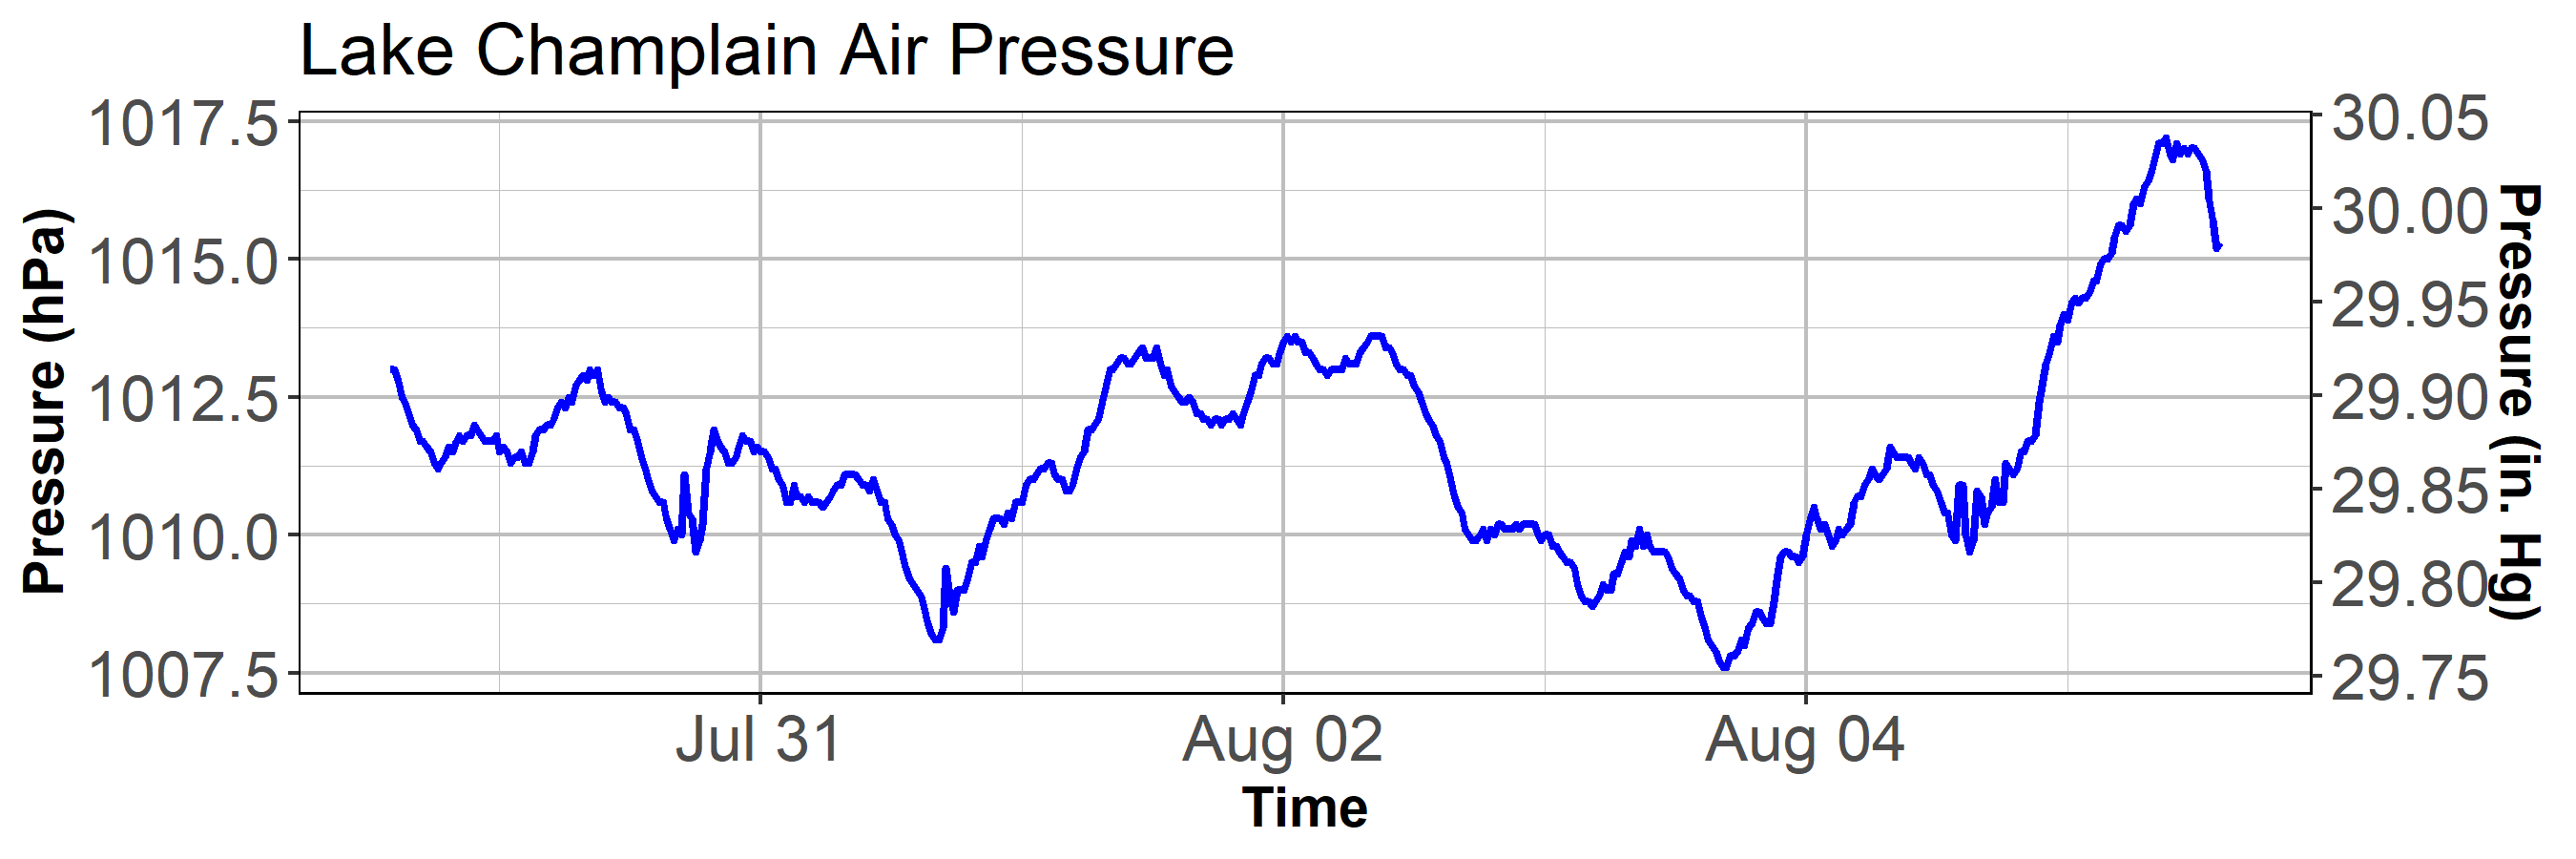 Lake Champlain Air Pressure
Pressure (hPa)
1017.5
1015.0
1012.5
1010.0
1007.5
30.05
30.00
29.95
29.90
29.85
29.80
29.75
Pressure (in. Hg)
Jul 31
Aug 02
Aug 04
Time